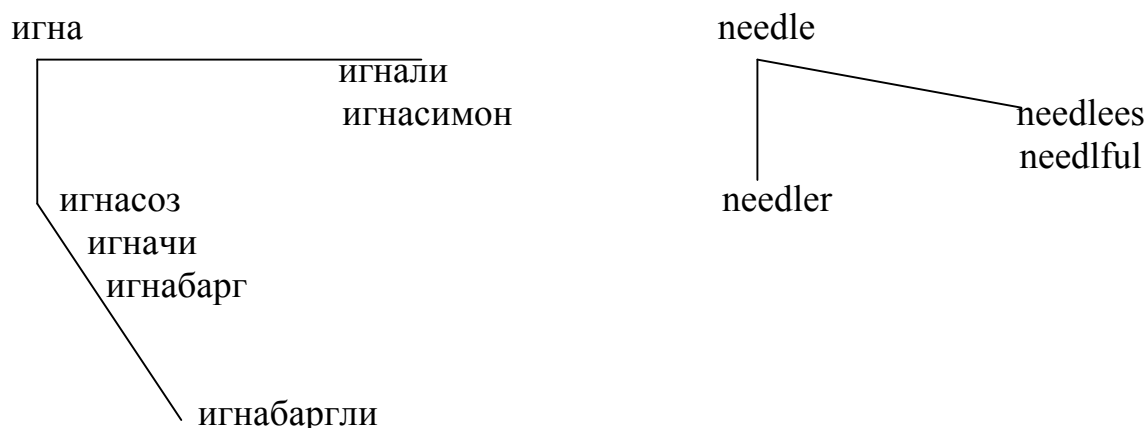 игна
игнали
игнасимон
игнасоз
игначи
игнабарг
игнабаргли
needle
needlees
needlful
needler